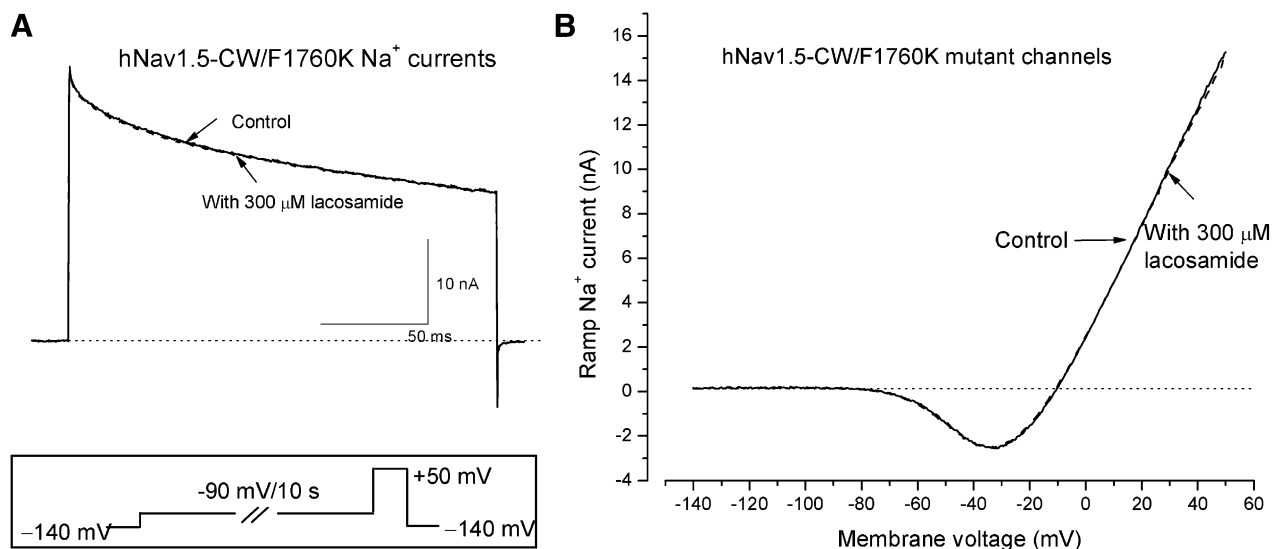 A
hNav1.5-CW/F1760K Na⁺ currents
Control
With 300 μM lacosamide
10 nA
50 ms
-90 mV/10 s
+50 mV
−140 mV
−140 mV
B
hNav1.5-CW/F1760K mutant channels
Ramp Na⁺ current (nA)
16
14
12
10
8
6
4
2
0
-2
-4
Control
With 300 μM
lacosamide
-140 -120 -100 -80 -60 -40 -20 0 20 40 60
Membrane voltage (mV)